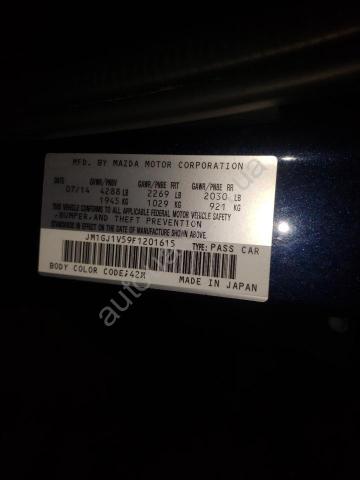 MFD. BY MAZDA MOTOR CORPORATION
GVWR/PNBV GAWR/PNBE FRT GAWR/PNBE RR
07/14 4288 LB 2269 LB 2030 LB
1945 KG 1029 KG 921 KG
THIS VEHICLE CONFORMS TO ALL APPLICABLE FEDERAL MOTOR VEHICLE SAFETY,
BUMPER,AND THEFT PREVENTION
STANDARDS IN EFFECT ON THE DATE OF MANUFACTURE SHOWN ABOVE.
JM1GJ1V59F1201615 TYPE: PASS CAR
BODY COLOR CODE/42M MADE IN JAPAN